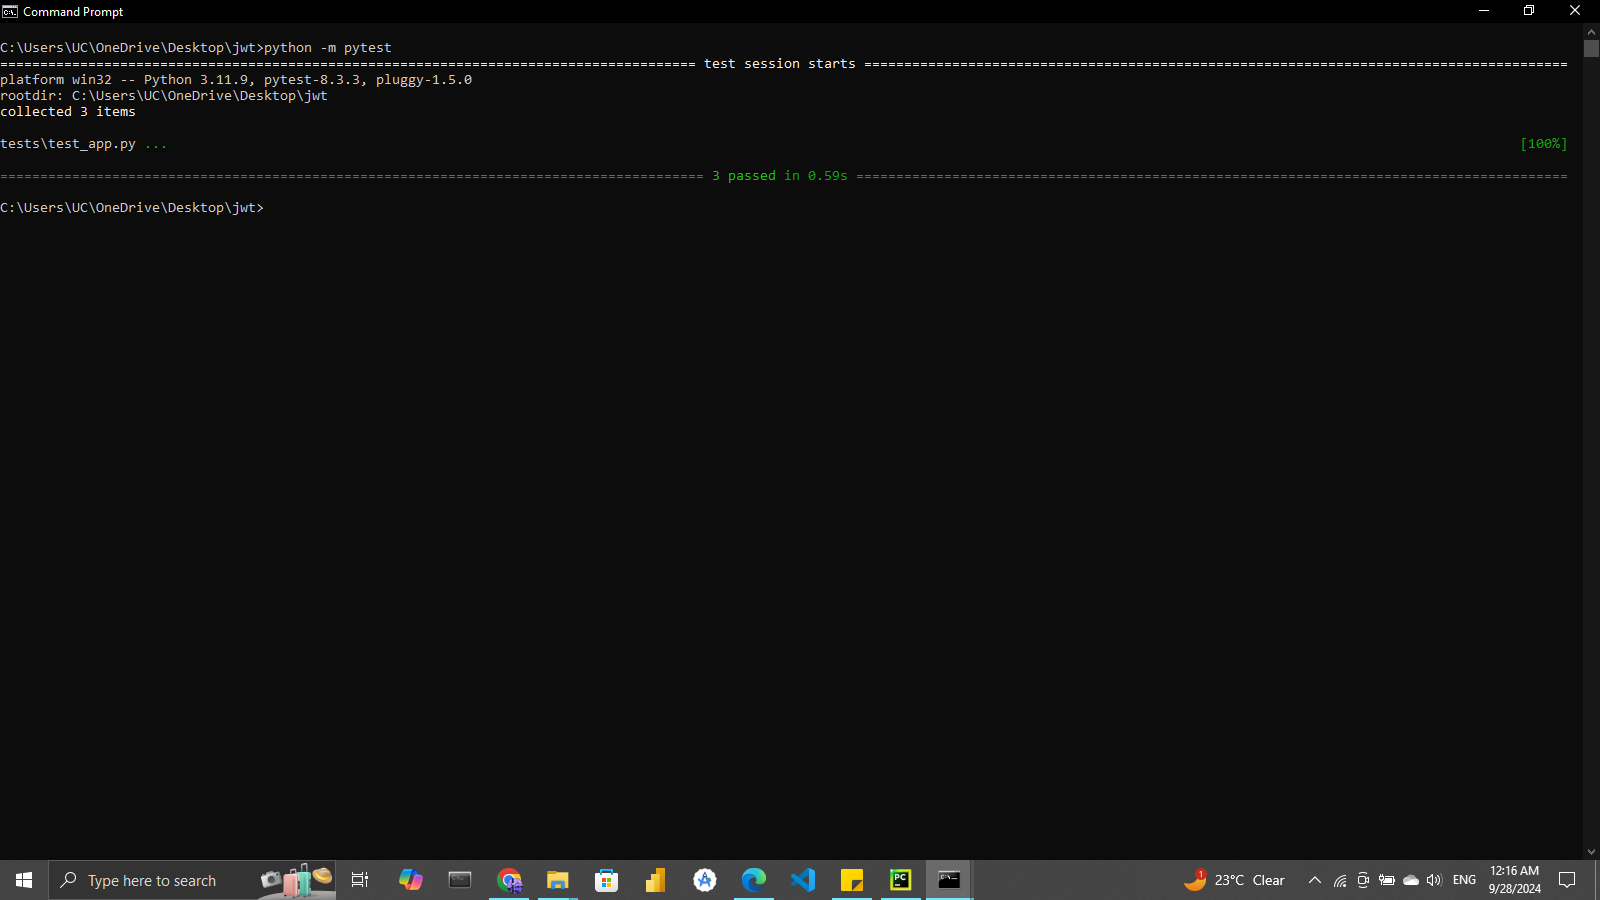 Command Prompt
C:\Users\UC\OneDrive\Desktop\jwt>python -m pytest
======================================================================================= test session starts ========================================================================================
platform win32 -- Python 3.11.9, pytest-8.3.3, pluggy-1.5.0
rootdir: C:\Users\UC\OneDrive\Desktop\jwt
collected 3 items
tests\test_app.py ... [100%]
======================================================================================== 3 passed in 0.59s =========================================================================================
C:\Users\UC\OneDrive\Desktop\jwt>
Type here to search
1
23°C Clear
ENG
12:16 AM
9/28/2024